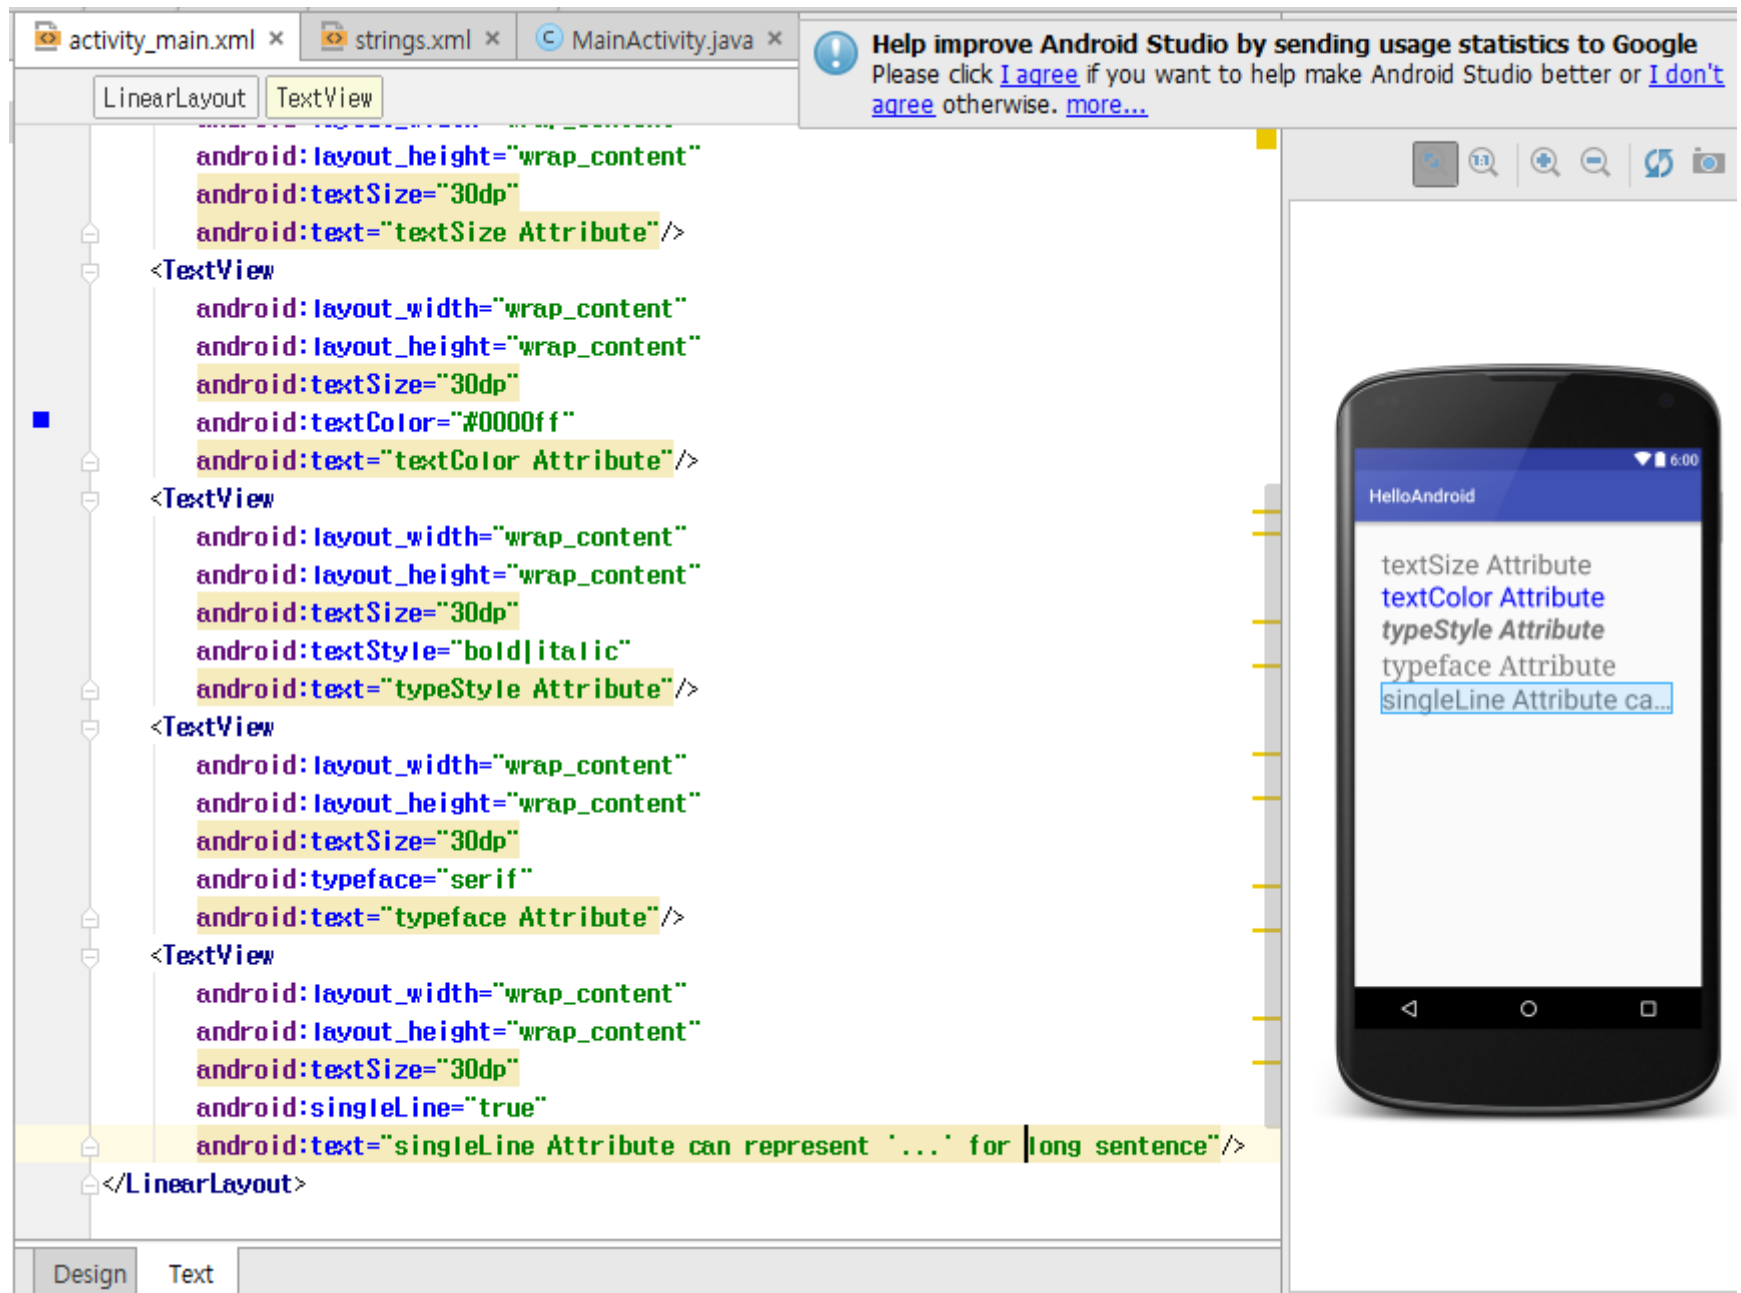 activity_main.xml × strings.xml × MainActivity.java ×
Help improve Android Studio by sending usage statistics to Google
Please click I agree if you want to help make Android Studio better or I don't
agree otherwise. more...
LinearLayout TextView
android:layout_width="wrap_content"
android:layout_height="wrap_content"
android:textSize="30dp"
android:text="textSize Attribute"/>
<TextView
android:layout_width="wrap_content"
android:layout_height="wrap_content"
android:textSize="30dp"
android:textColor="#0000ff"
android:text="textColor Attribute"/>
<TextView
android:layout_width="wrap_content"
android:layout_height="wrap_content"
android:textSize="30dp"
android:textStyle="bold|italic"
android:text="typeStyle Attribute"/>
<TextView
android:layout_width="wrap_content"
android:layout_height="wrap_content"
android:textSize="30dp"
android:typeface="serif"
android:text="typeface Attribute"/>
<TextView
android:layout_width="wrap_content"
android:layout_height="wrap_content"
android:textSize="30dp"
android:singleLine="true"
android:text="singleLine Attribute can represent '...' for long sentence"/>
</LinearLayout>
Design Text
1:1
6:00
HelloAndroid
textSize Attribute
textColor Attribute
typeStyle Attribute
typeface Attribute
singleLine Attribute ca...